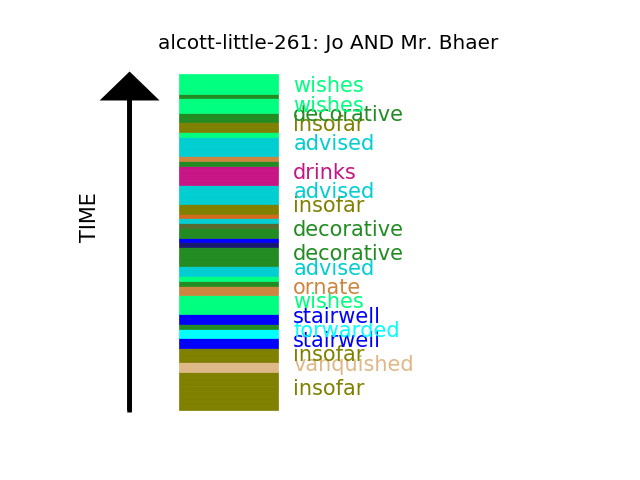 alcott-little-261: Jo AND Mr. Bhaer
wishes
wishes
decorative
insofar
advised
drinks
advised
insofar
decorative
decorative
advised
ornate
wishes
stairwell
forwarded
stairwell
insofar
vanquished
insofar
TIME